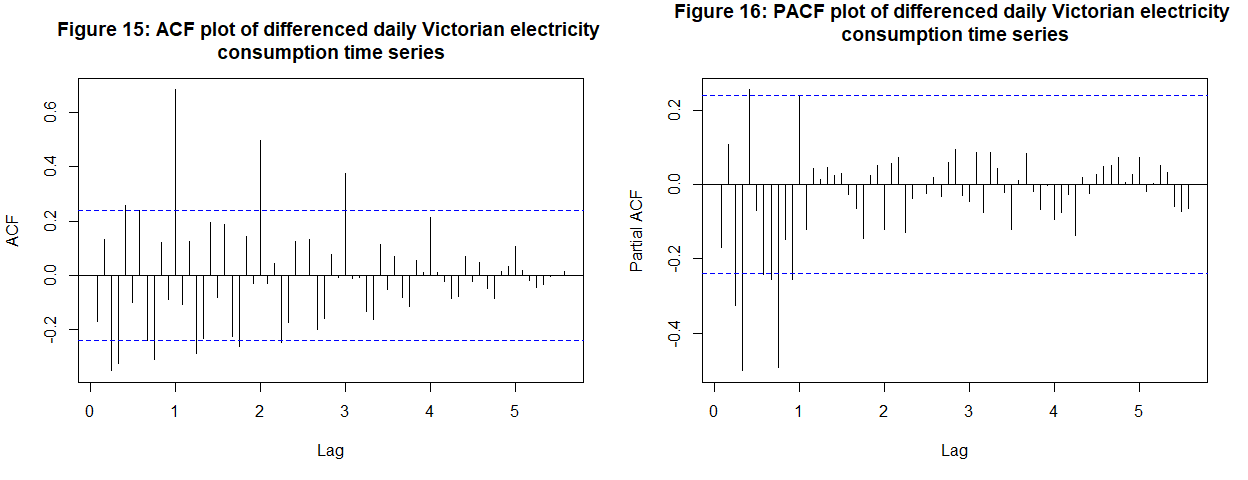 Figure 15: ACF plot of differenced daily Victorian electricity
consumption time series
ACF
0.6
0.4
0.2
0.0
-0.2
0 1 2 3 4 5
Lag
Figure 16: PACF plot of differenced daily Victorian electricity
consumption time series
Partial ACF
0.2
0.0
-0.2
-0.4
0 1 2 3 4 5
Lag